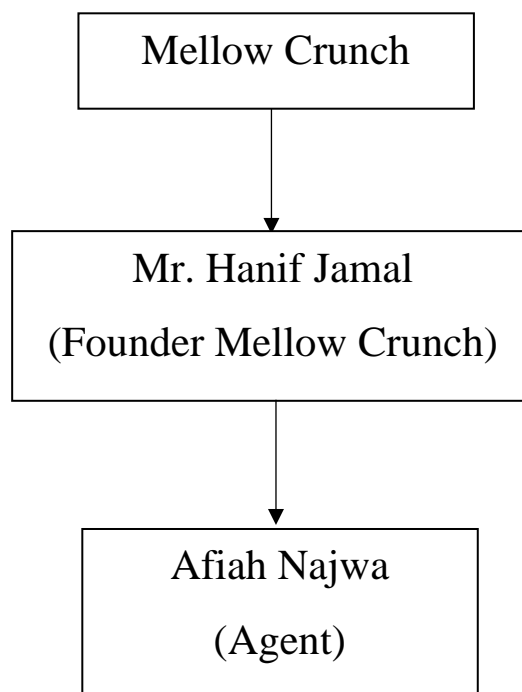 Mellow Crunch
Mr. Hanif Jamal
(Founder Mellow Crunch)
Afiah Najwa
(Agent)